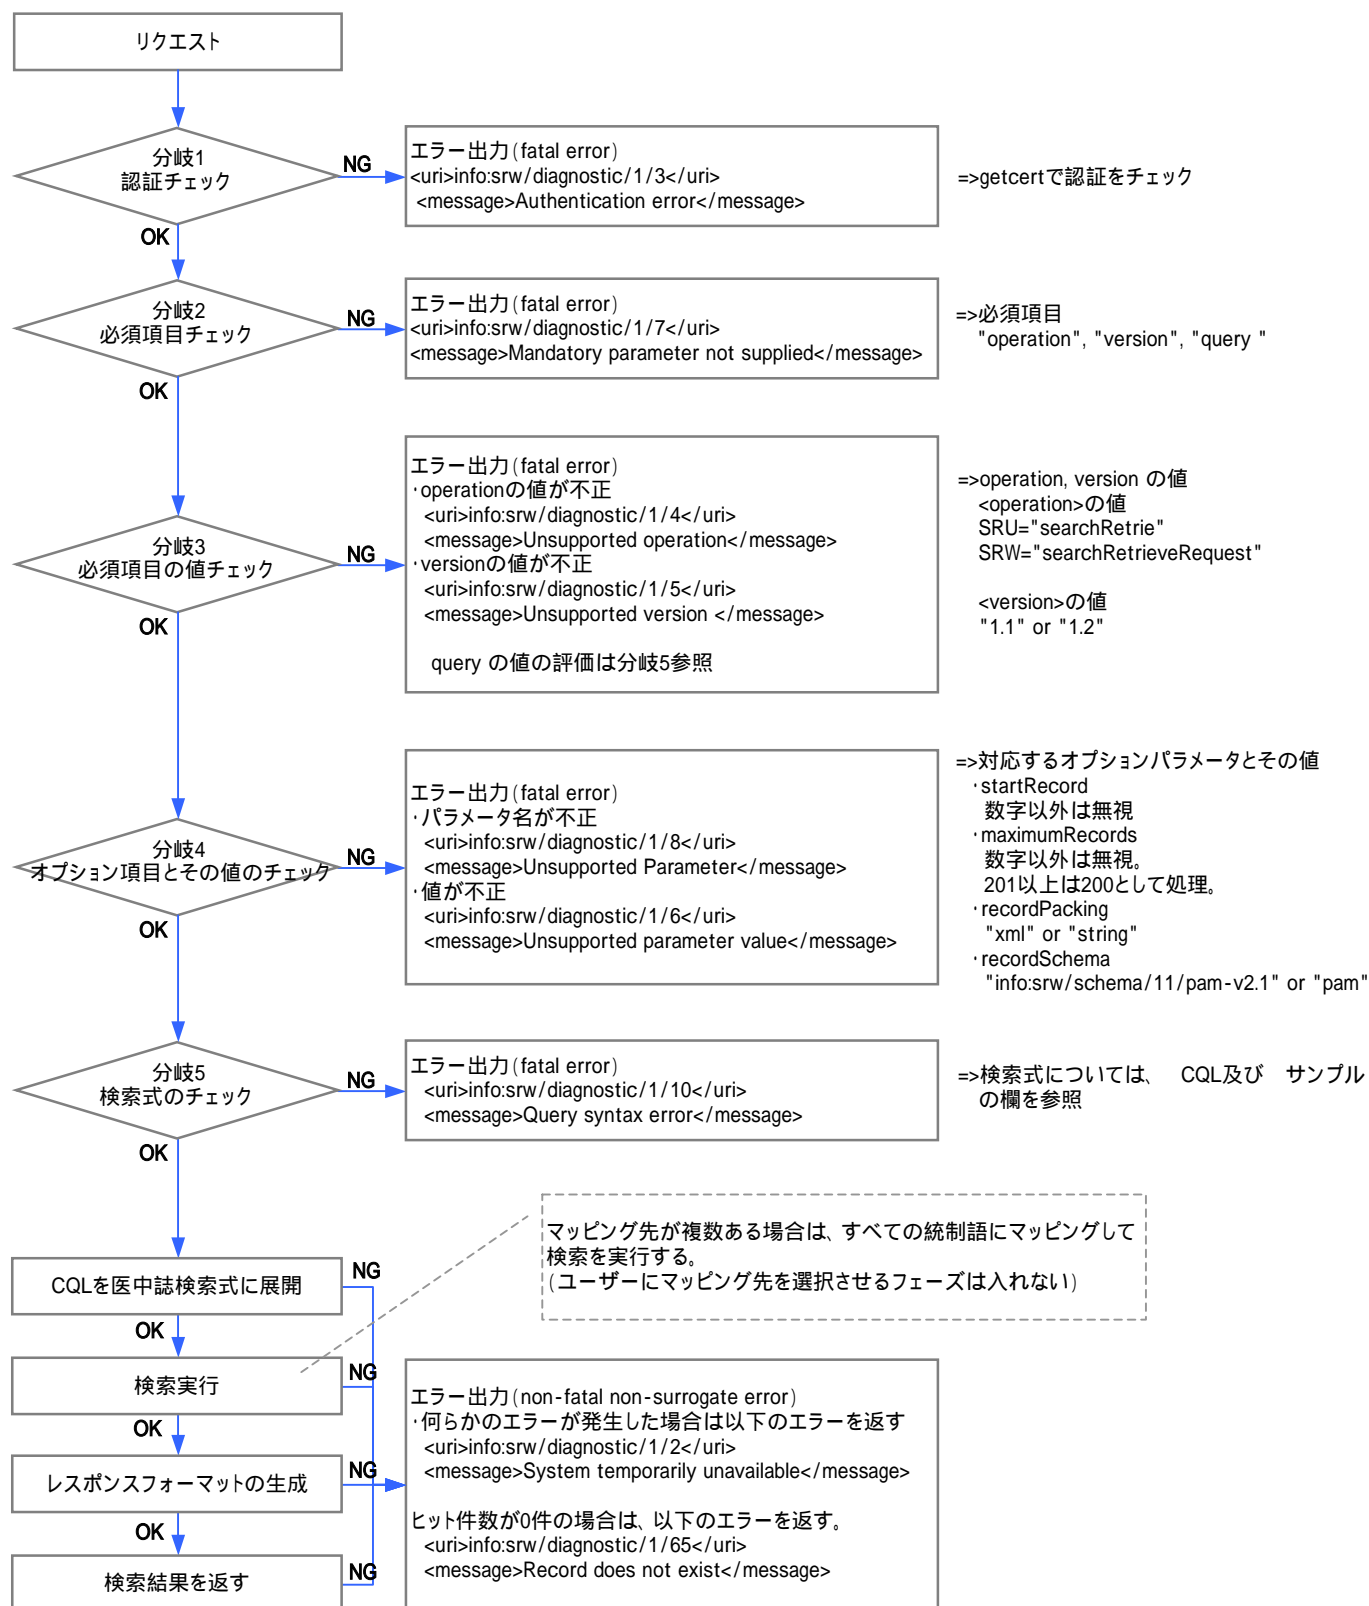 リクエスト
分岐1
認証チェック
NG
エラー出力(fatal error)
<uri>info:srw/diagnostic/1/3</uri>
<message>Authentication error</message>
=>getcertで認証をチェック
OK
分岐2
必須項目チェック
NG
エラー出力(fatal error)
<uri>info:srw/diagnostic/1/7</uri>
<message>Mandatory parameter not supplied</message>
=>必須項目
"operation", "version", "query "
OK
分岐3
必須項目の値チェック
NG
エラー出力(fatal error)
・operationの値が不正
<uri>info:srw/diagnostic/1/4</uri>
<message>Unsupported operation</message>
・versionの値が不正
<uri>info:srw/diagnostic/1/5</uri>
<message>Unsupported version </message>
query の値の評価は分岐5参照
=>operation, version の値
<operation>の値
SRU="searchRetrie"
SRW="searchRetrieveRequest"
<version>の値
"1.1" or "1.2"
OK
分岐4
オプション項目とその値のチェック
NG
エラー出力(fatal error)
・パラメータ名が不正
<uri>info:srw/diagnostic/1/8</uri>
<message>Unsupported Parameter</message>
・値が不正
<uri>info:srw/diagnostic/1/6</uri>
<message>Unsupported parameter value</message>
=>対応するオプションパラメータとその値
・startRecord
数字以外は無視
・maximumRecords
数字以外は無視。
201以上は200として処理。
・recordPacking
"xml" or "string"
・recordSchema
"info:srw/schema/11/pam-v2.1" or "pam"
OK
分岐5
検索式のチェック
NG
エラー出力(fatal error)
<uri>info:srw/diagnostic/1/10</uri>
<message>Query syntax error</message>
=>検索式については、 CQL及び サンプル
の欄を参照
OK
マッピング先が複数ある場合は、すべての統制語にマッピングして
検索を実行する。
(ユーザーにマッピング先を選択させるフェーズは入れない)
CQLを医中誌検索式に展開
NG
OK
検索実行
NG
OK
レスポンスフォーマットの生成
NG
OK
検索結果を返す
NG
エラー出力(non-fatal non-surrogate error)
・何らかのエラーが発生した場合は以下のエラーを返す
<uri>info:srw/diagnostic/1/2</uri>
<message>System temporarily unavailable</message>
ヒット件数が0件の場合は、以下のエラーを返す。
<uri>info:srw/diagnostic/1/65</uri>
<message>Record does not exist</message>